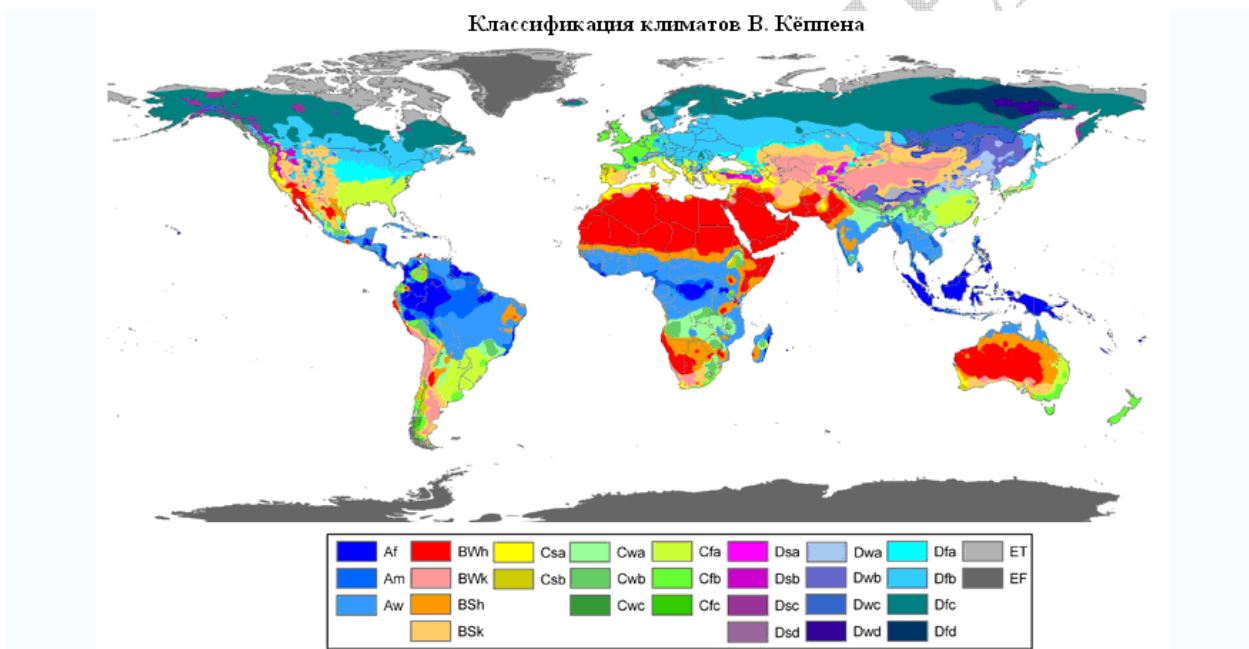 Классификация климатов В. Кёппена
Af BWh Csa Cwa Cfa Dsa Dwa Dfa ET
Am BWk Csb Cwb Cfb Dsb Dwb Dfb EF
Aw BSh Cwc Cfc Dsc Dwc Dfc
BSk Dsd Dwd Dfd